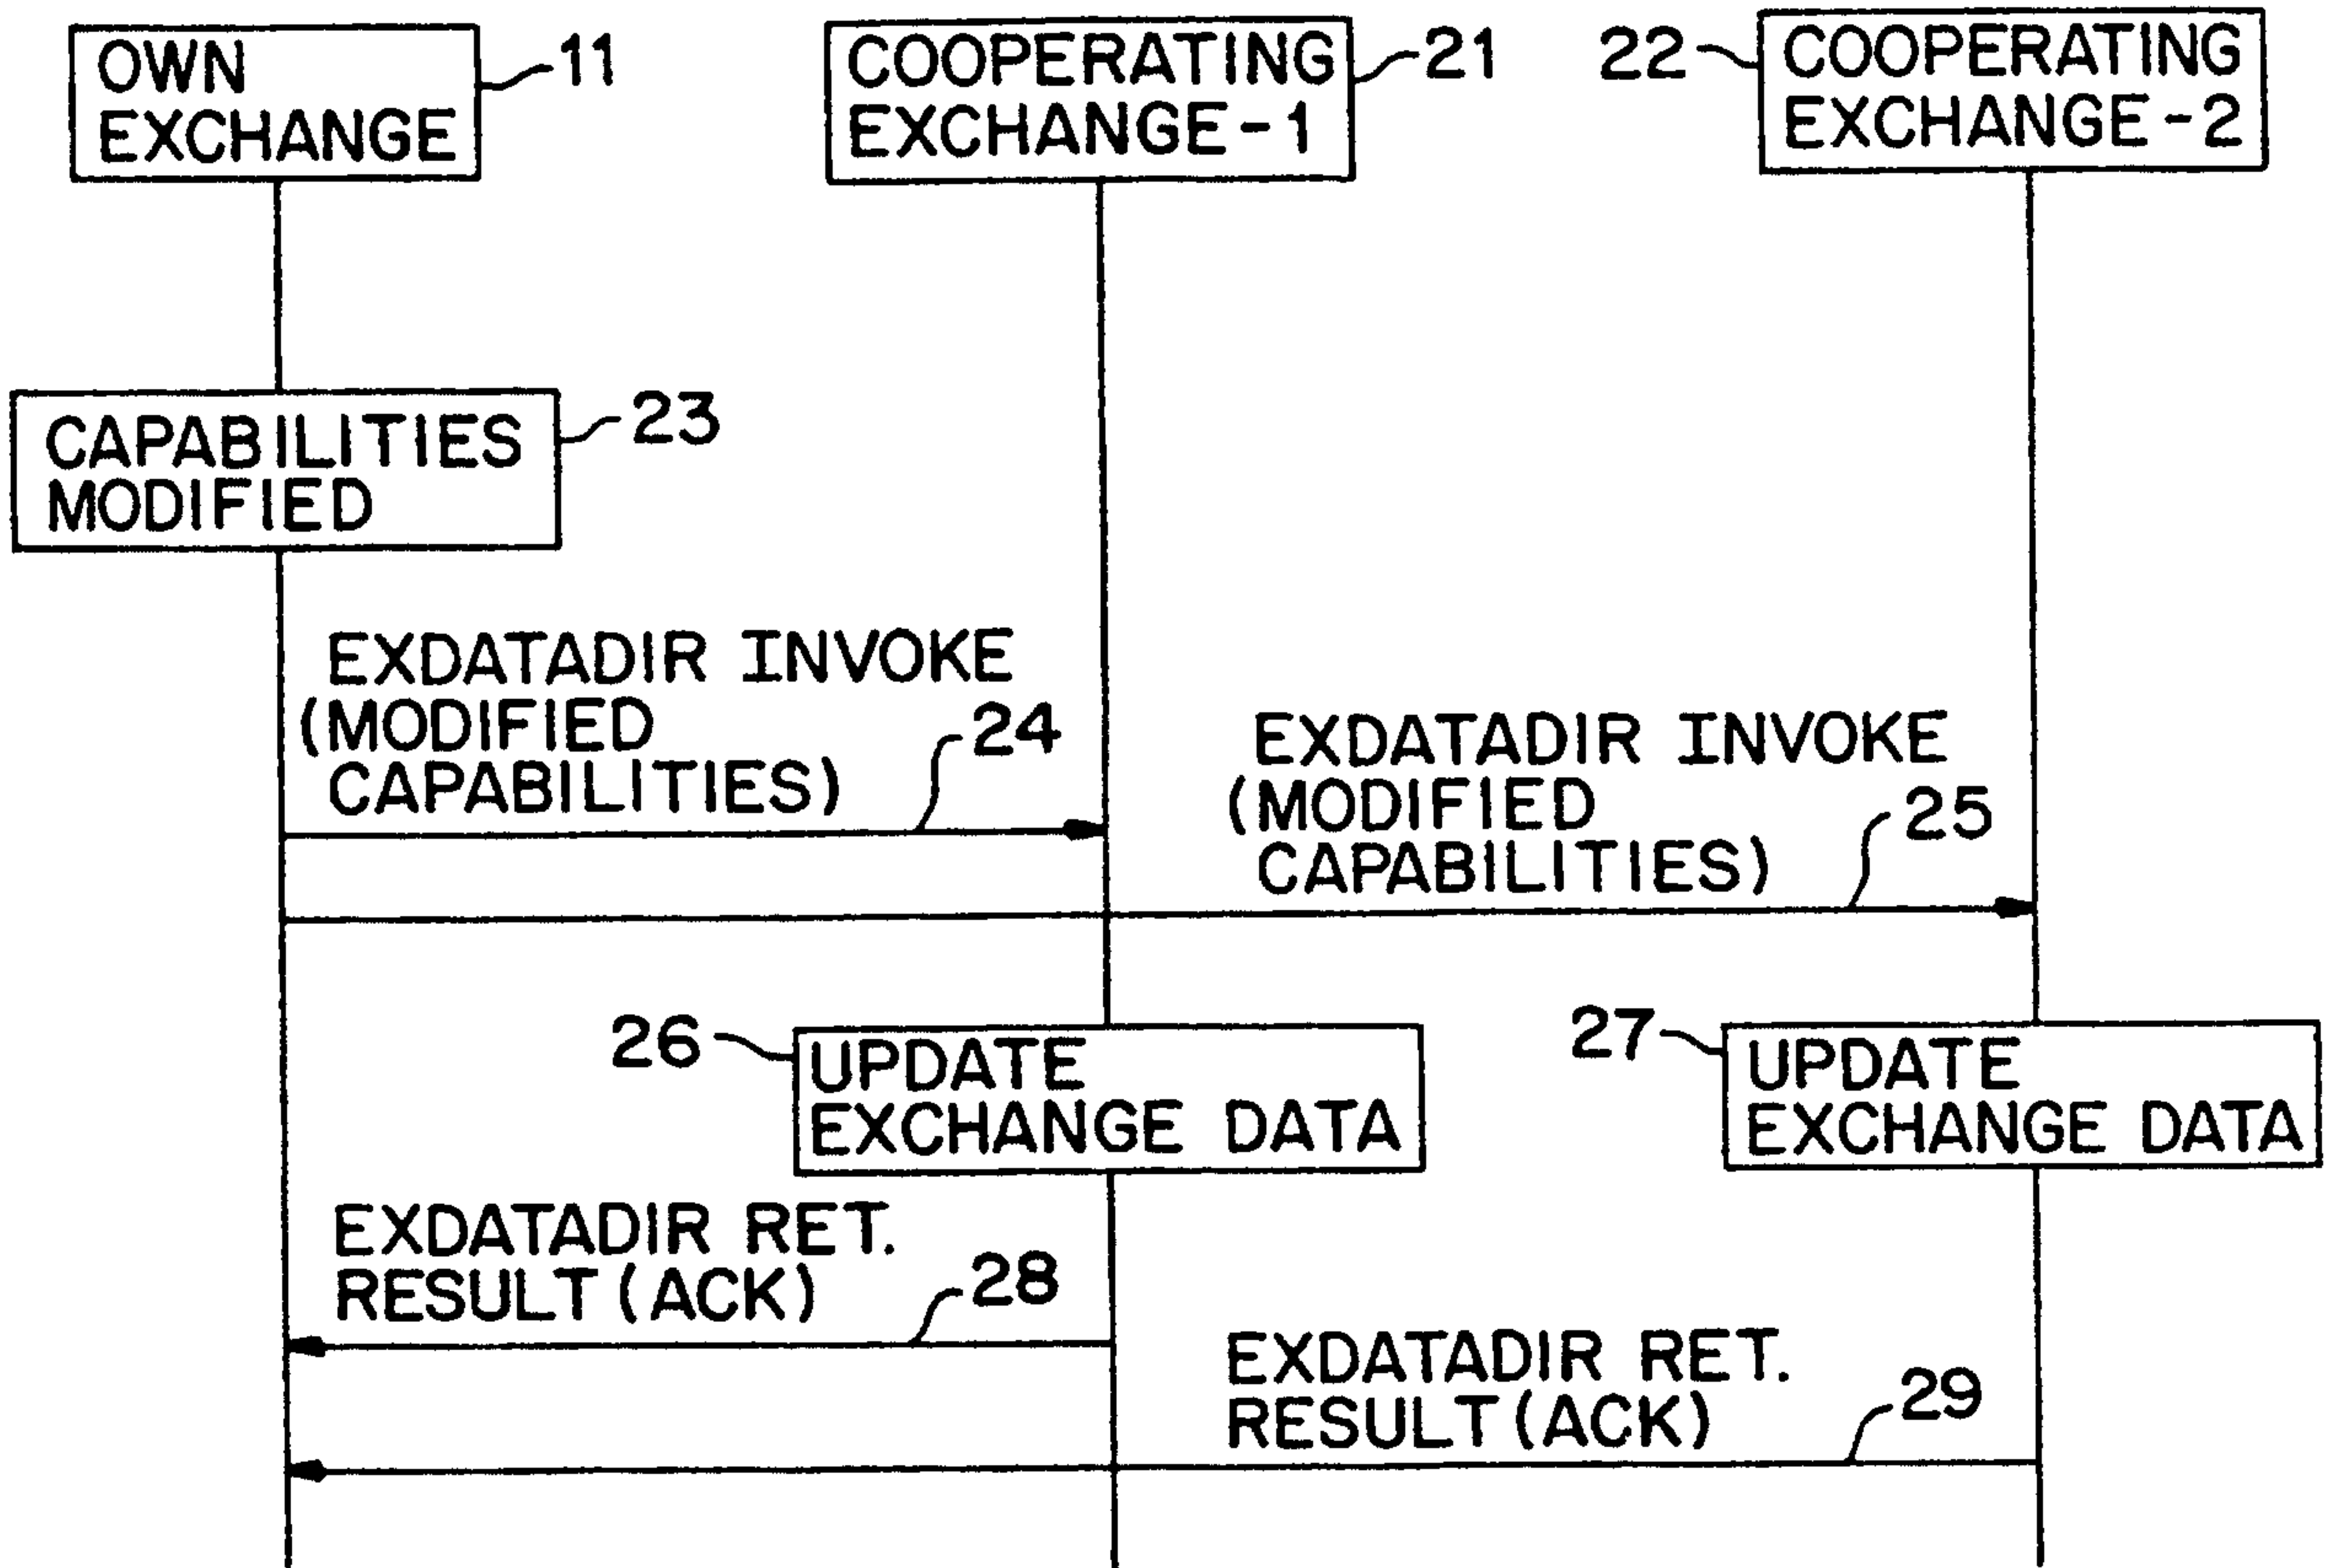 OWN
EXCHANGE
11
COOPERATING
EXCHANGE-1
21
22
COOPERATING
EXCHANGE-2
CAPABILITIES
MODIFIED
23
EXDATADIR INVOKE
(MODIFIED
CAPABILITIES)
24
EXDATADIR INVOKE
(MODIFIED
CAPABILITIES)
25
26
UPDATE
EXCHANGE DATA
27
UPDATE
EXCHANGE DATA
EXDATADIR RET.
RESULT (ACK)
28
EXDATADIR RET.
RESULT (ACK)
29